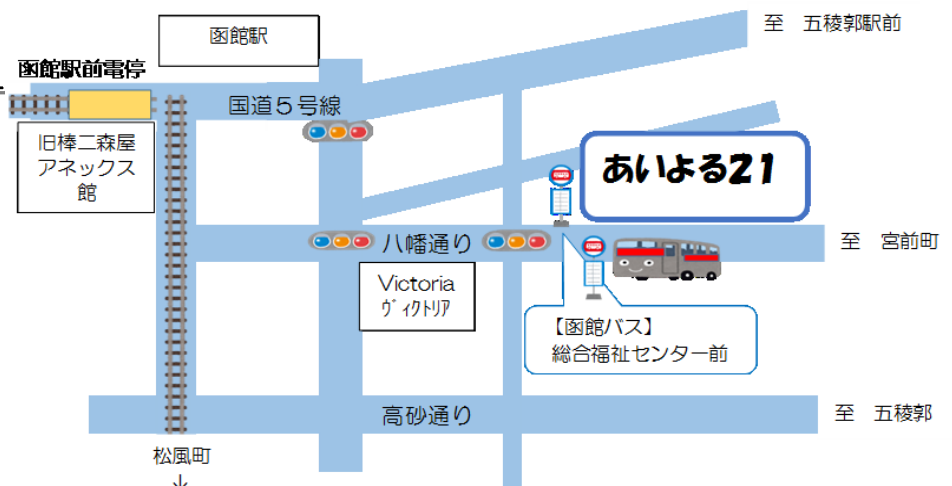 函館駅
至　五稜郭駅前
函館駅前電停
国道５号線
旧棒二森屋
アネックス
館
あいよる21
八幡通り
至　宮前町
Victoria
ヴィクトリア
【函館バス】
総合福祉センター前
高砂通り
至　五稜郭
松風町
↓